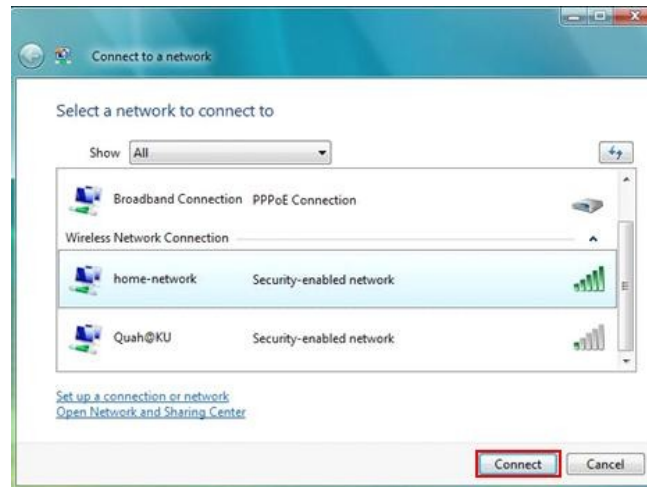 Connect to a network
Select a network to connect to
Show All
Broadband Connection PPPoE Connection
Wireless Network Connection
home-network Security-enabled network
Quah@KU Security-enabled network
Set up a connection or network
Open Network and Sharing Center
Connect Cancel